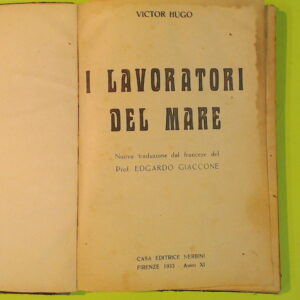 VICTOR HUGO
I LAVORATORI
DEL MARE
Nuova traduzione dal francese del
Prof. EDGARDO GIACCONE
CASA EDITRICE NERBINI
FIRENZE 1933 - Anno XI